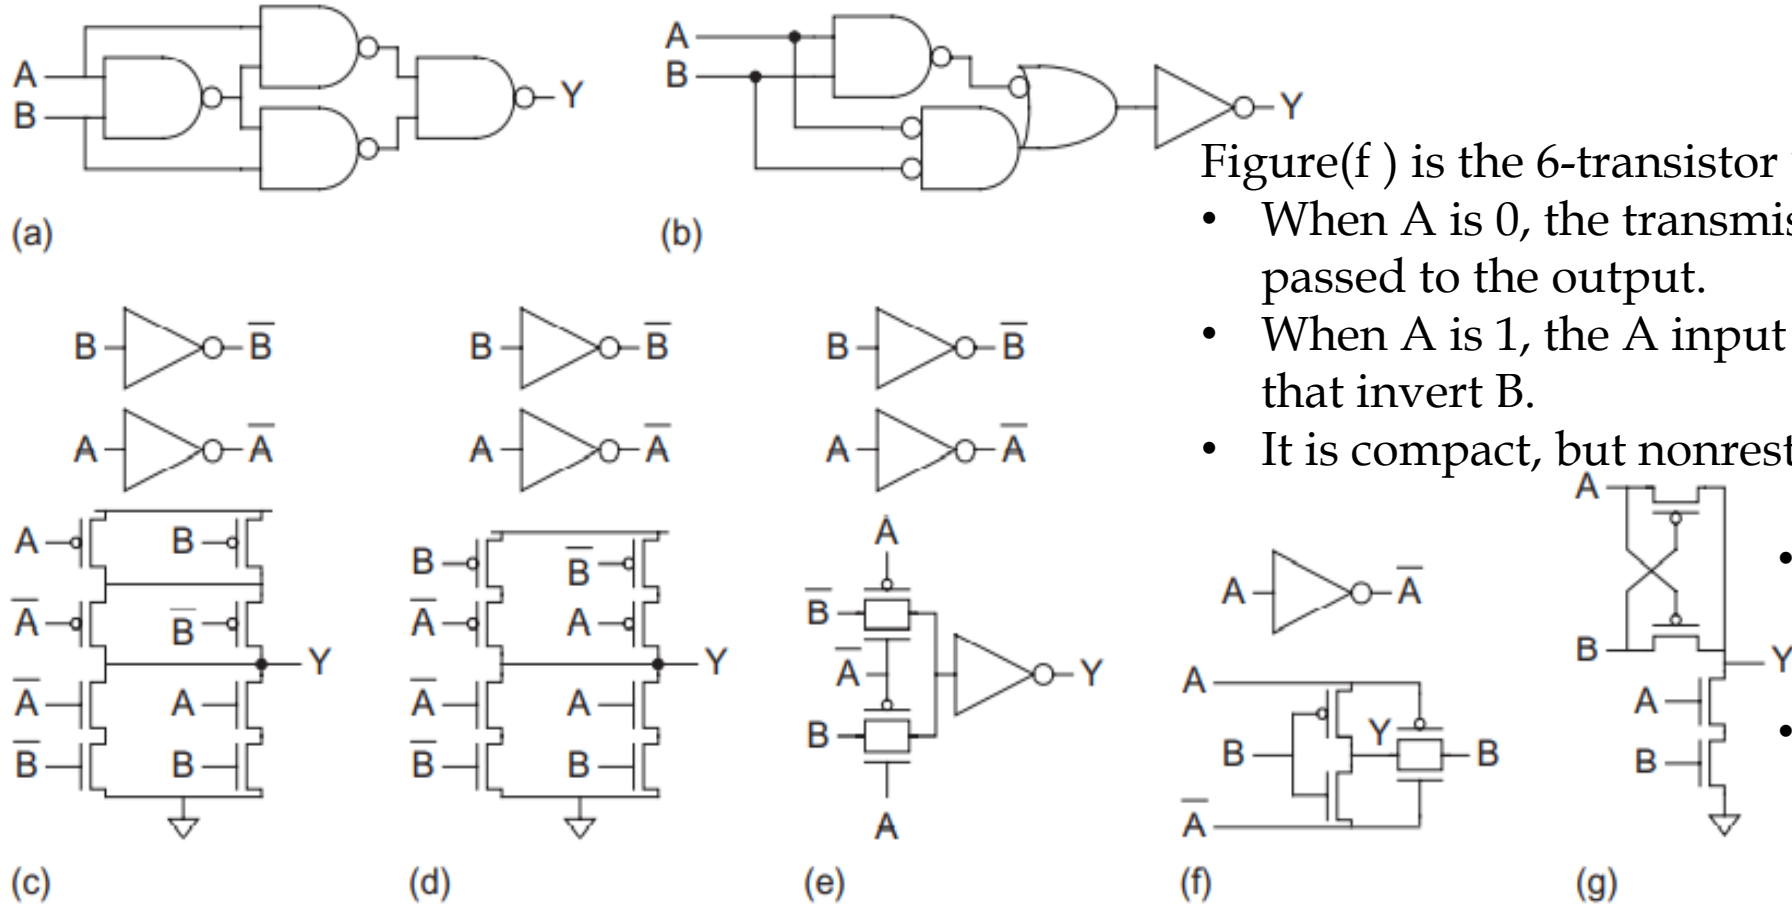 A
B
Y
(a)
A
B
Y
(b)
Figure(f ) is the 6-transistor
• When A is 0, the transmis
passed to the output.
• When A is 1, the A input
that invert B.
• It is compact, but nonrest
B B̅
A A̅
A B
A̅ B̅
Y
A̅ A
B̅ B
(c)
B B̅
A A̅
B B̅
A̅ A
Y
A̅ A
B̅ B
(d)
B B̅
A A̅
A
B̅
A̅
Y
B
A
(e)
A A̅
A
Y
B B
A̅
(f)
A
•
B
Y
A
•
B
(g)